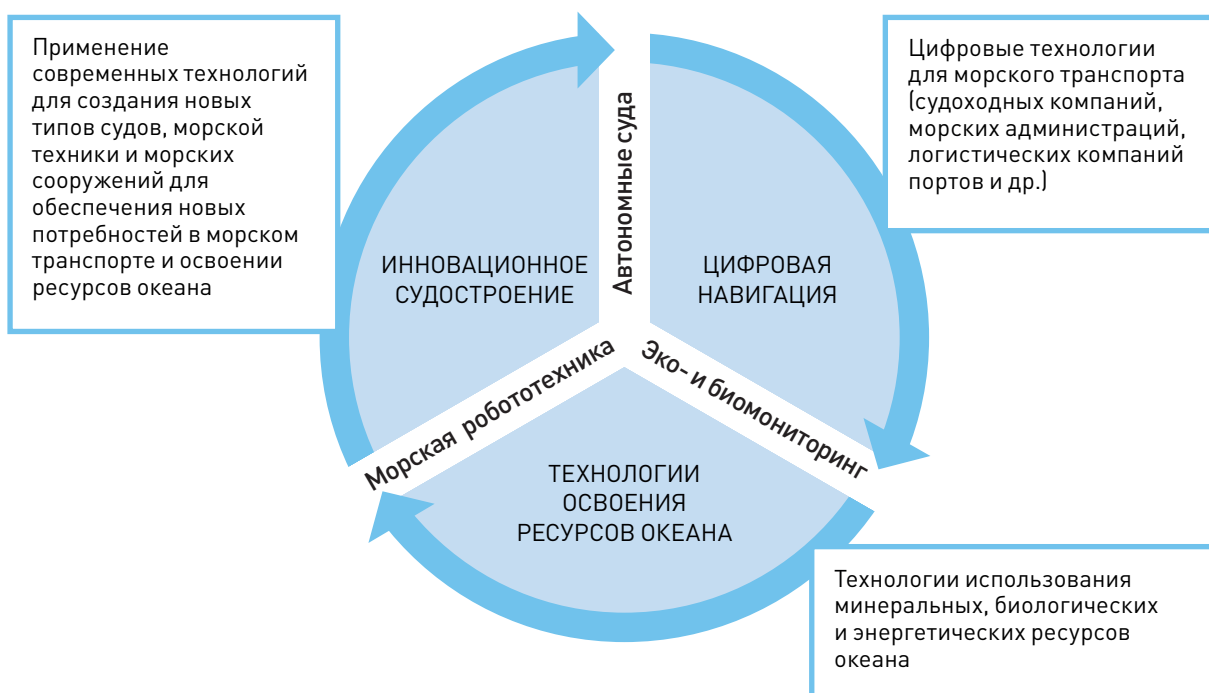 Применение
современных технологий
для создания новых
типов судов, морской
техники и морских
сооружений для
обеспечения новых
потребностей в морском
транспорте и освоении
ресурсов океана
ИННОВАЦИОННОЕ
СУДОСТРОЕНИЕ
Автономные суда
ЦИФРОВАЯ
НАВИГАЦИЯ
Цифровые технологии
для морского транспорта
(судоходных компаний,
морских администраций,
логистических компаний
портов и др.)
Морская робототехника
Эко- и биомониторинг
ТЕХНОЛОГИИ
ОСВОЕНИЯ
РЕСУРСОВ ОКЕАНА
Технологии использования
минеральных, биологических
и энергетических ресурсов
океана